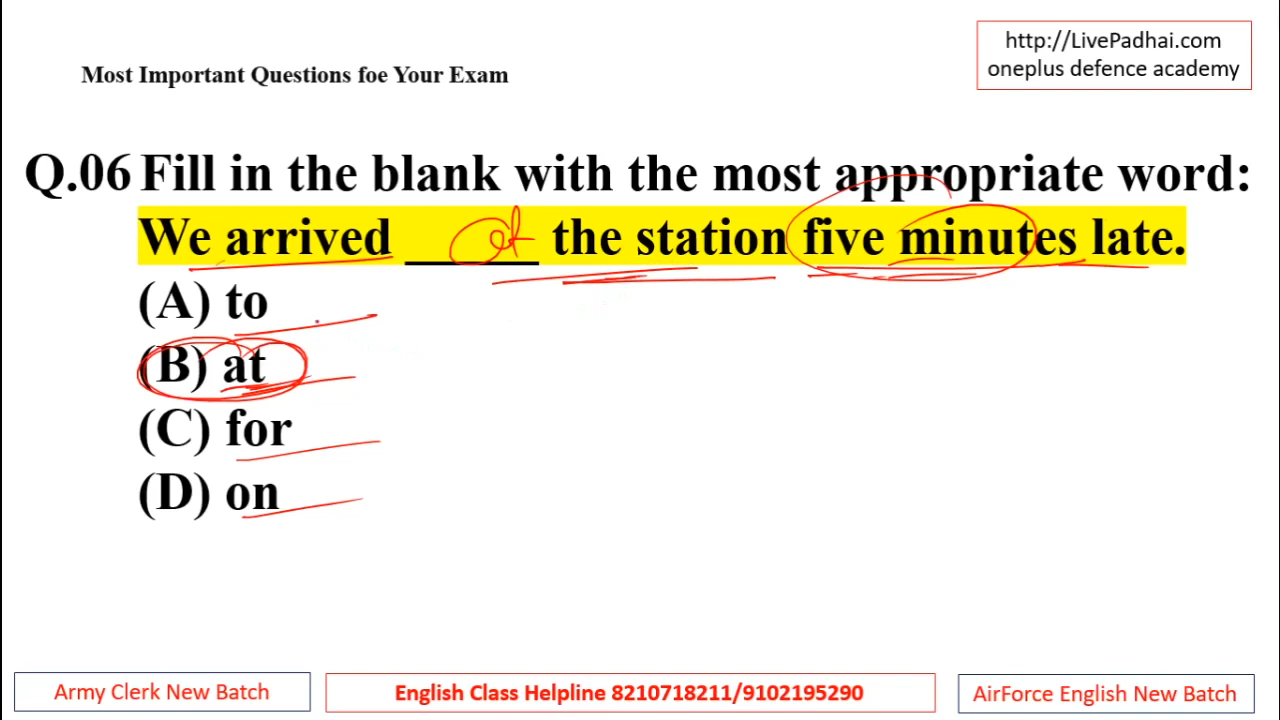 http://LivePadhai.com
oneplus defence academy
Most Important Questions foe Your Exam
Q.06 Fill in the blank with the most appropriate word:
We arrived _____ at the station five minutes late.
(A) to
(B) at
(C) for
(D) on
Army Clerk New Batch
English Class Helpline 8210718211/9102195290
AirForce English New Batch